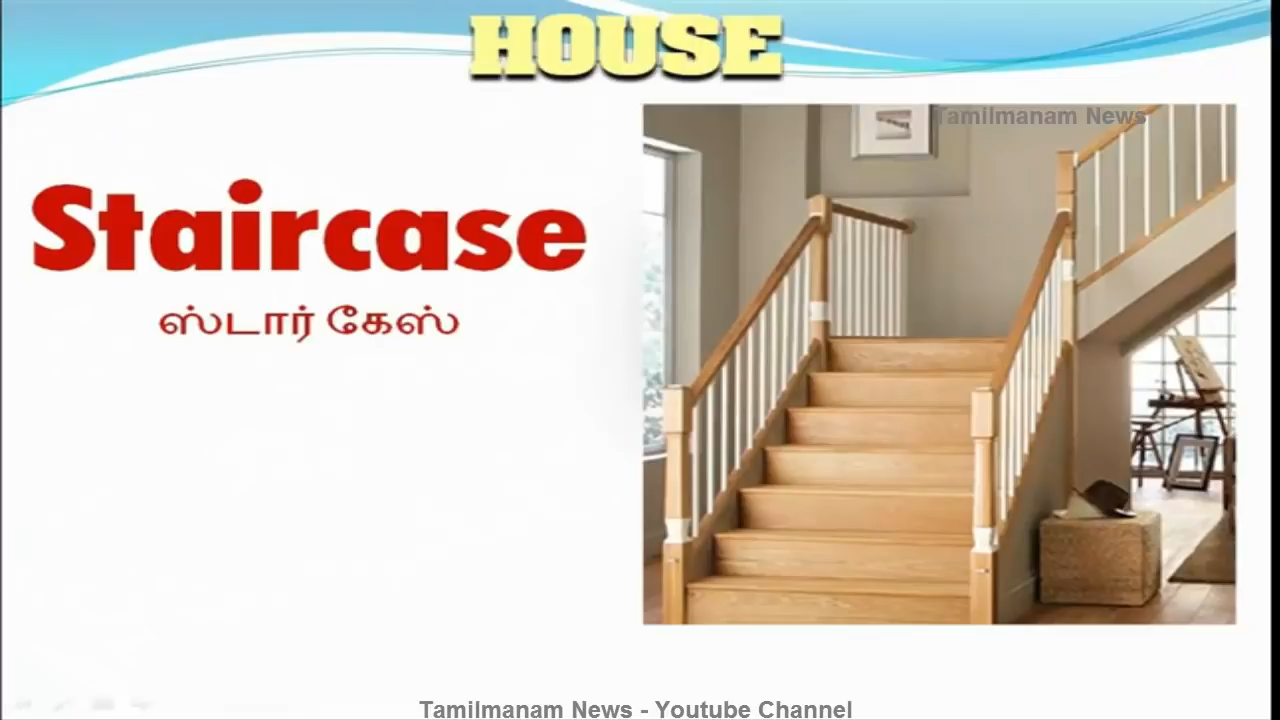 HOUSE
Tamilmanam News
Staircase
ஸ்டார் கேஸ்
Tamilmanam News - Youtube Channel